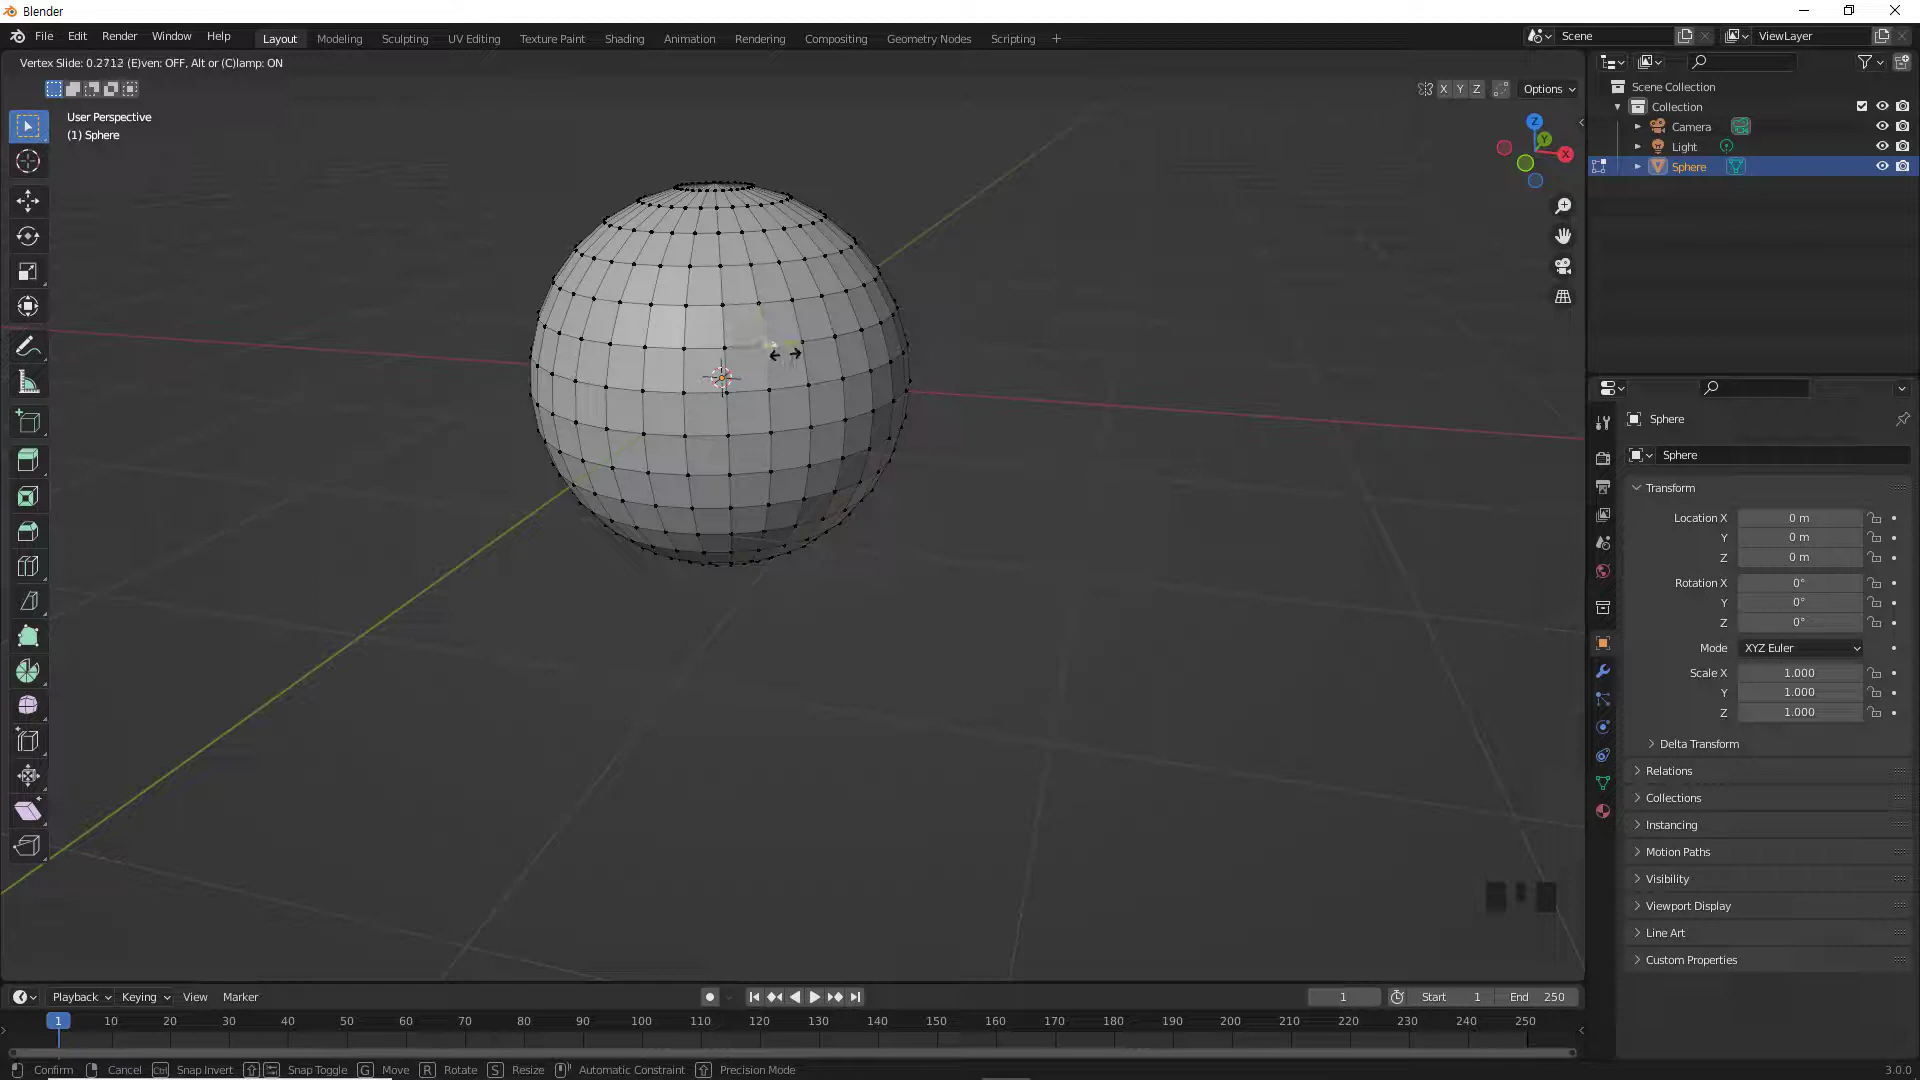 Blender
File Edit Render Window Help Layout Modeling Sculpting UV Editing Texture Paint Shading Animation Rendering Compositing Geometry Nodes Scripting + Scene ViewLayer
Vertex Slide: 0.2712 (E)ven: OFF, Alt or (C)lamp: ON
X Y Z Options
User Perspective
(1) Sphere
Z
Y
X
Scene Collection
Collection
Camera
Light
Sphere
Sphere
Sphere
Transform
Location X 0 m
Y 0 m
Z 0 m
Rotation X 0°
Y 0°
Z 0°
Mode XYZ Euler
Scale X 1.000
Y 1.000
Z 1.000
Delta Transform
Relations
Collections
Instancing
Motion Paths
Visibility
Viewport Display
Line Art
Custom Properties
Playback Keying View Marker 1 Start 1 End 250
1 10 20 30 40 50 60 70 80 90 100 110 120 130 140 150 160 170 180 190 200 210 220 230 240 250
Confirm Cancel Ctrl Snap Invert Snap Toggle G Move R Rotate S Resize Automatic Constraint Precision Mode 3.0.0